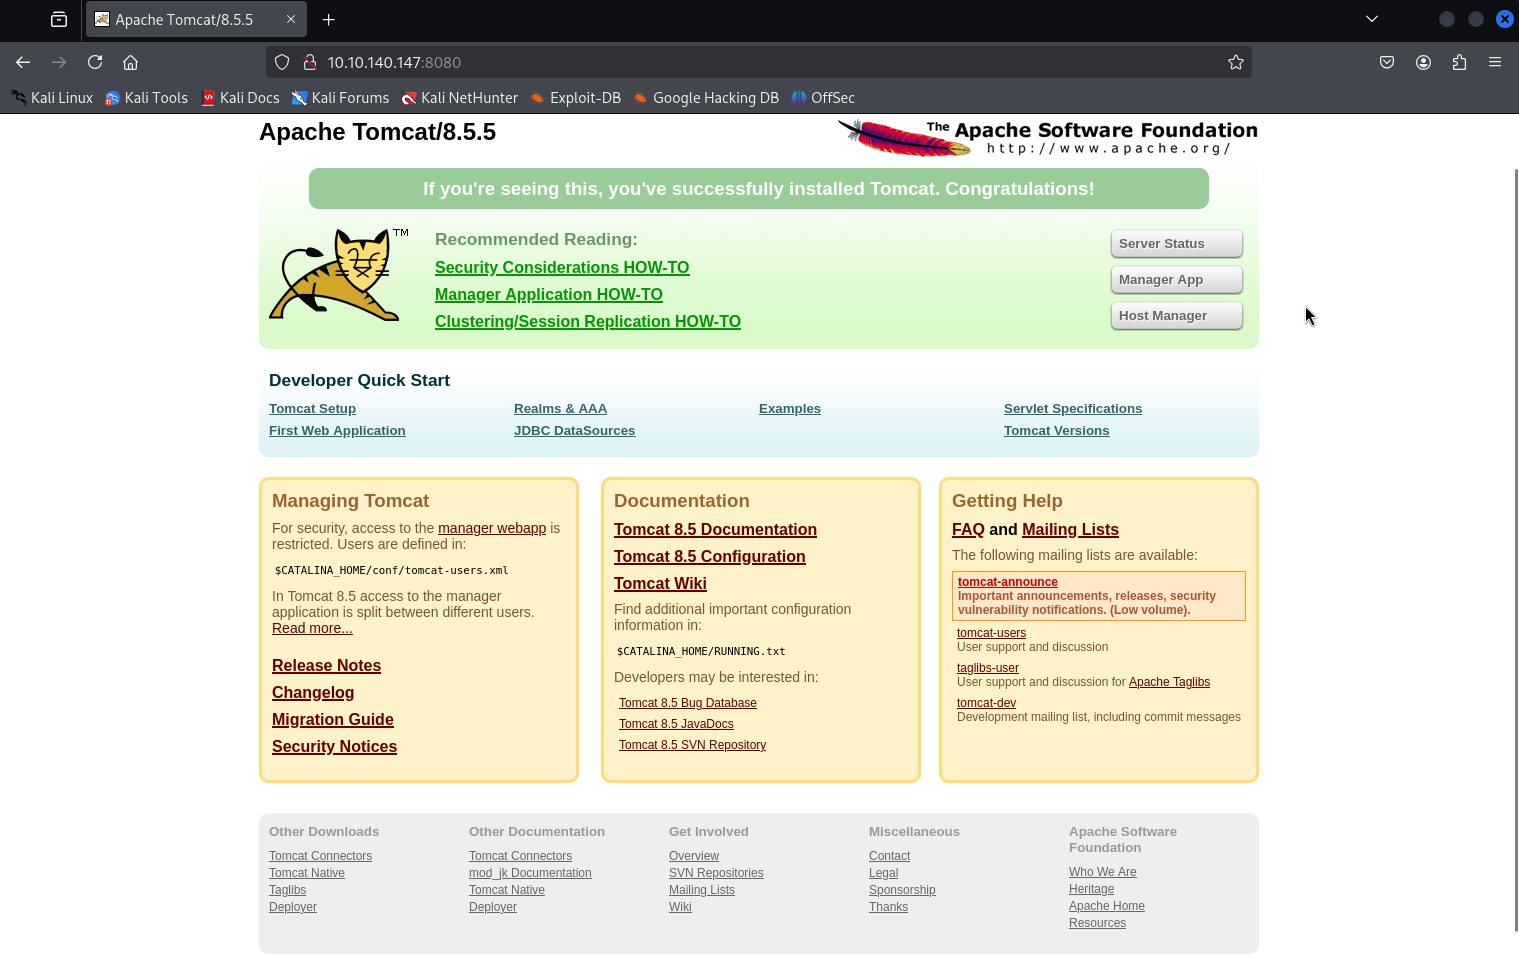 Apache Tomcat/8.5.5
10.10.140.147:8080
Kali Linux Kali Tools Kali Docs Kali Forums Kali NetHunter Exploit-DB Google Hacking DB OffSec
Apache Tomcat/8.5.5
The Apache Software Foundation
http://www.apache.org/
If you're seeing this, you've successfully installed Tomcat. Congratulations!
TM
Recommended Reading:
Security Considerations HOW-TO
Manager Application HOW-TO
Clustering/Session Replication HOW-TO
Server Status
Manager App
Host Manager
Developer Quick Start
Tomcat Setup
First Web Application
Realms & AAA
JDBC DataSources
Examples
Servlet Specifications
Tomcat Versions
Managing Tomcat
For security, access to the manager webapp is
restricted. Users are defined in:
$CATALINA_HOME/conf/tomcat-users.xml
In Tomcat 8.5 access to the manager
application is split between different users.
Read more...
Release Notes
Changelog
Migration Guide
Security Notices
Documentation
Tomcat 8.5 Documentation
Tomcat 8.5 Configuration
Tomcat Wiki
Find additional important configuration
information in:
$CATALINA_HOME/RUNNING.txt
Developers may be interested in:
Tomcat 8.5 Bug Database
Tomcat 8.5 JavaDocs
Tomcat 8.5 SVN Repository
Getting Help
FAQ and Mailing Lists
The following mailing lists are available:
tomcat-announce
Important announcements, releases, security
vulnerability notifications. (Low volume).
tomcat-users
User support and discussion
taglibs-user
User support and discussion for Apache Taglibs
tomcat-dev
Development mailing list, including commit messages
Other Downloads
Tomcat Connectors
Tomcat Native
Taglibs
Deployer
Other Documentation
Tomcat Connectors
mod_jk Documentation
Tomcat Native
Deployer
Get Involved
Overview
SVN Repositories
Mailing Lists
Wiki
Miscellaneous
Contact
Legal
Sponsorship
Thanks
Apache Software
Foundation
Who We Are
Heritage
Apache Home
Resources